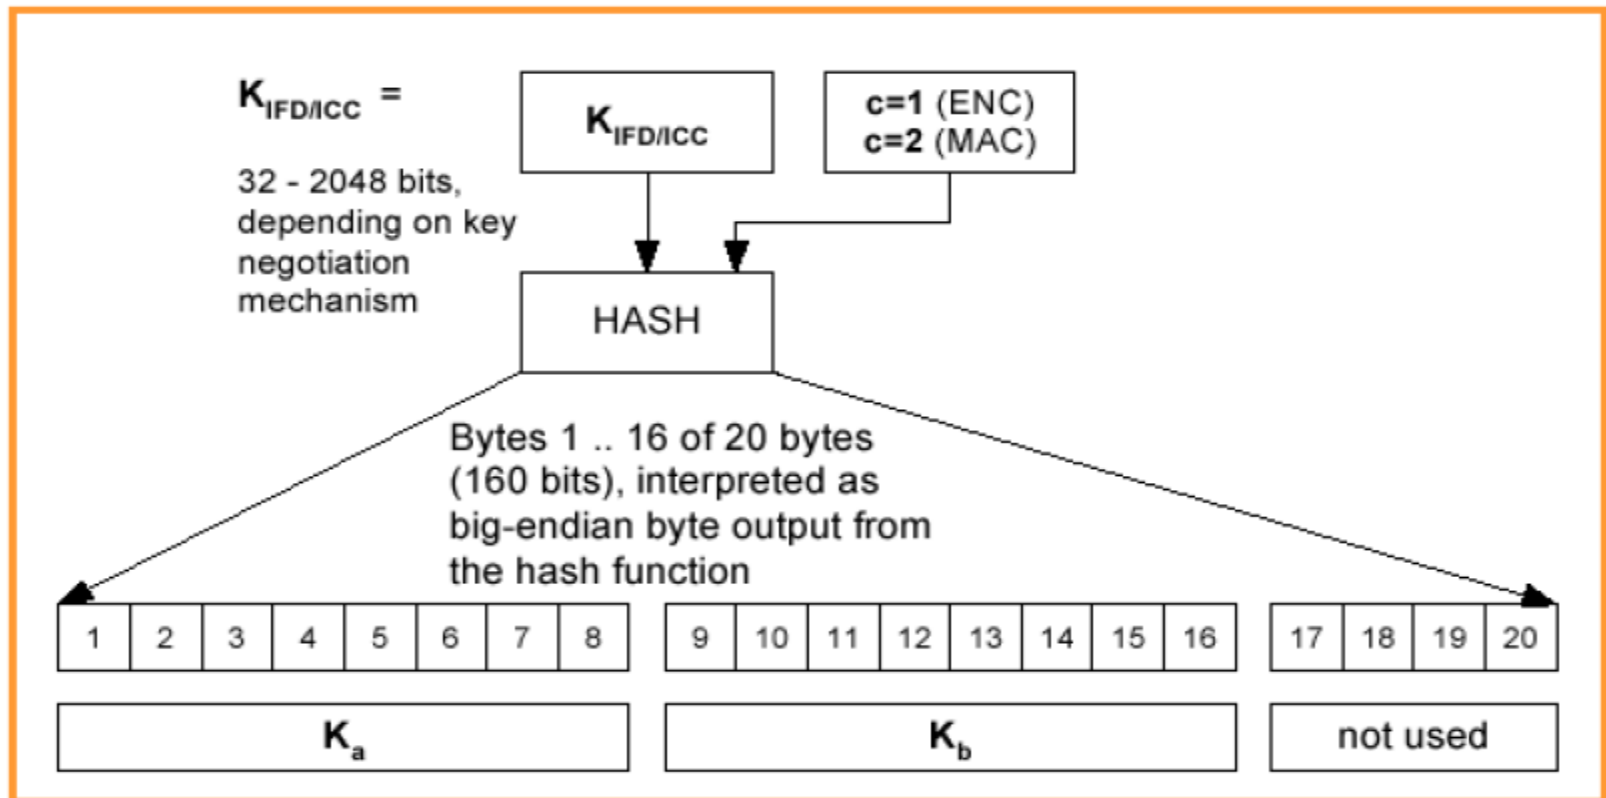 K_IFD/ICC =
32 - 2048 bits,
depending on key
negotiation
mechanism
K_IFD/ICC
c=1 (ENC)
c=2 (MAC)
HASH
Bytes 1 .. 16 of 20 bytes
(160 bits), interpreted as
big-endian byte output from
the hash function
1 2 3 4 5 6 7 8 9 10 11 12 13 14 15 16 17 18 19 20
K_a K_b not used